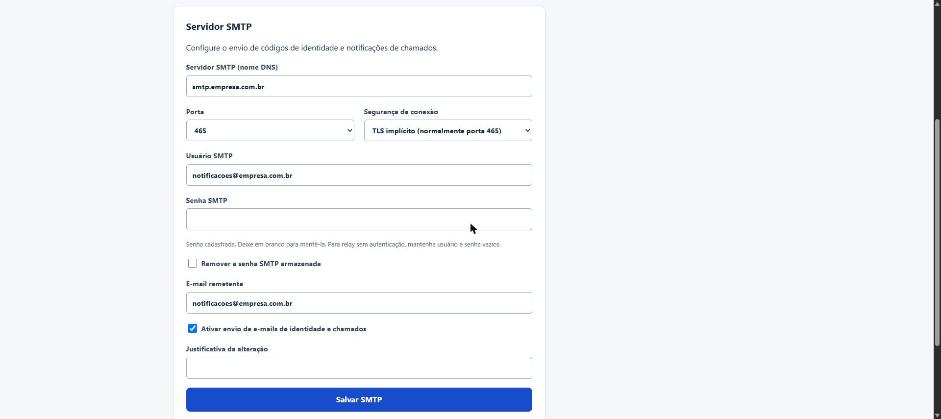 Servidor SMTP
Configure o envio de códigos de identidade e notificações de chamados.
Servidor SMTP (nome DNS)
smtp.empresa.com.br
Porta
Segurança da conexão
465
TLS implícito (normalmente porta 465)
Usuário SMTP
notificacoes@empresa.com.br
Senha SMTP
Senha cadastrada. Deixe em branco para mantê-la. Para relay sem autenticação, mantenha usuário e senha vazios.
Remover a senha SMTP armazenada
E-mail remetente
notificacoes@empresa.com.br
Ativar envio de e-mails de identidade e chamados
Justificativa da alteração
Salvar SMTP